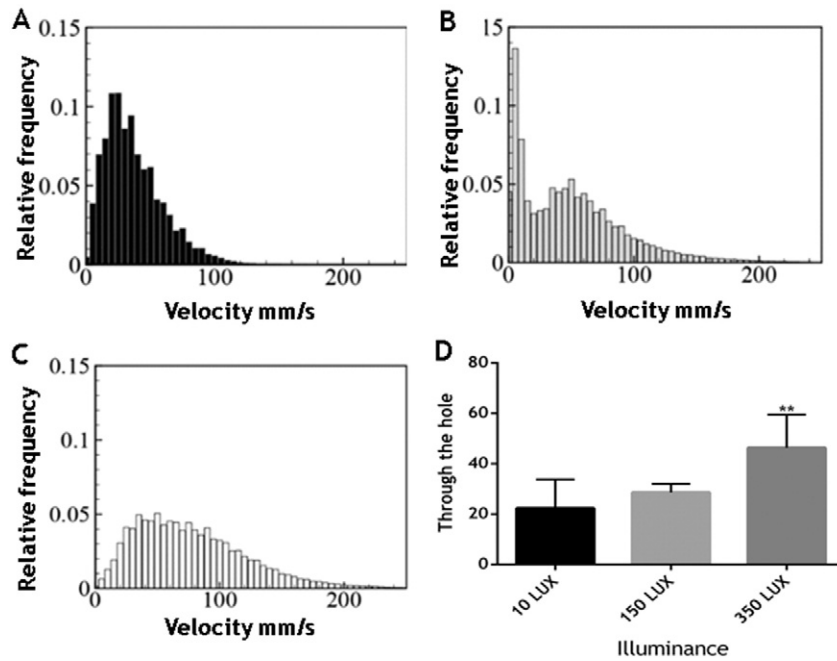 A
0.15
0.1
0.05
0
0
100
200
Relative frequency
Velocity mm/s
B
15
0.1
0.05
0
0
100
200
Relative frequency
Velocity mm/s
C
0.15
0.1
0.05
0
0
100
200
Relative frequency
Velocity mm/s
D
80
60
40
20
0
Through the hole
**
10 LUX
150 LUX
350 LUX
Illuminance